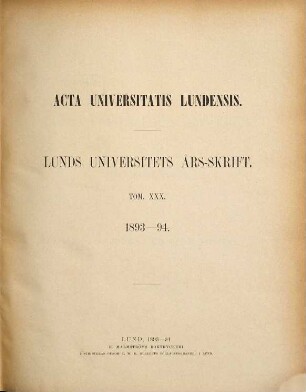 ACTA UNIVERSITATIS LUNDENSIS.
LUNDS UNIVERSITETS ÅRS-SKRIFT.
TOM. XXX.
1893—94.
LUND, 1893—94